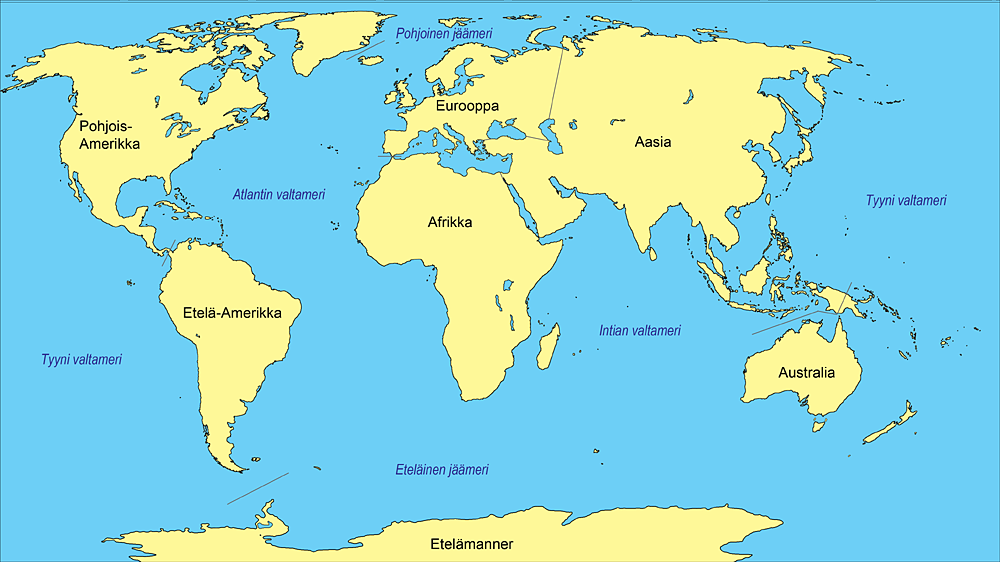 Pohjoinen jäämeri
Eurooppa
Pohjois-
Amerikka
Aasia
Atlantin valtameri
Tyyni valtameri
Afrikka
Etelä-Amerikka
Intian valtameri
Tyyni valtameri
Australia
Eteläinen jäämeri
Etelämanner